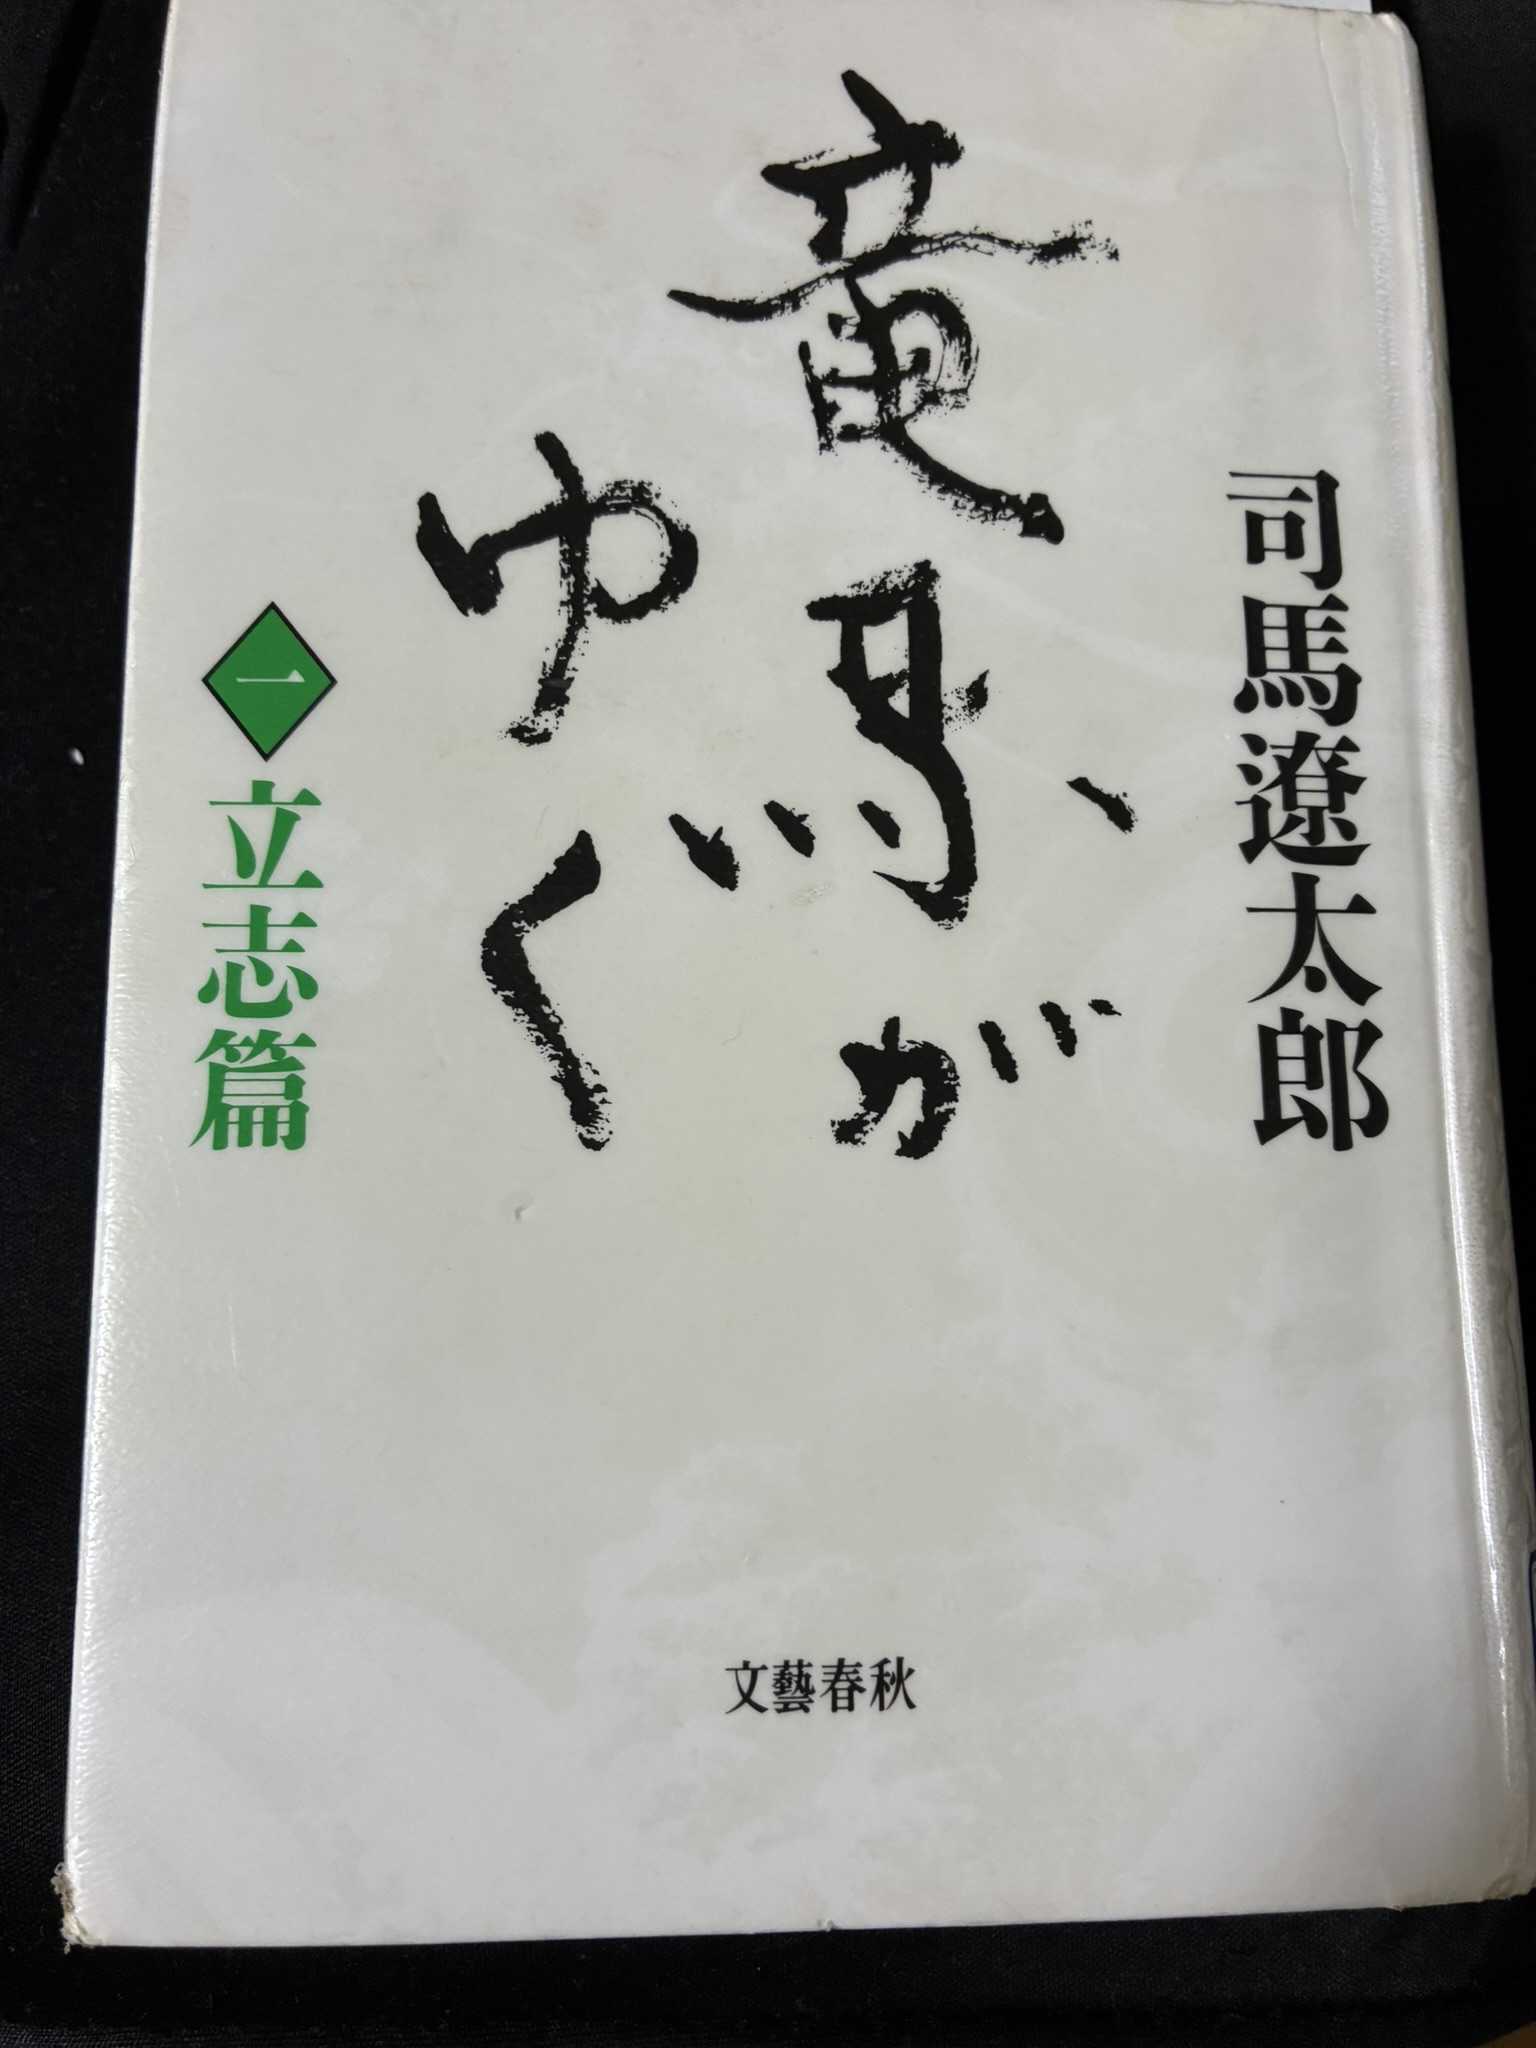 司馬遼太郎
竜馬が
ゆく
一
立志篇
文藝春秋